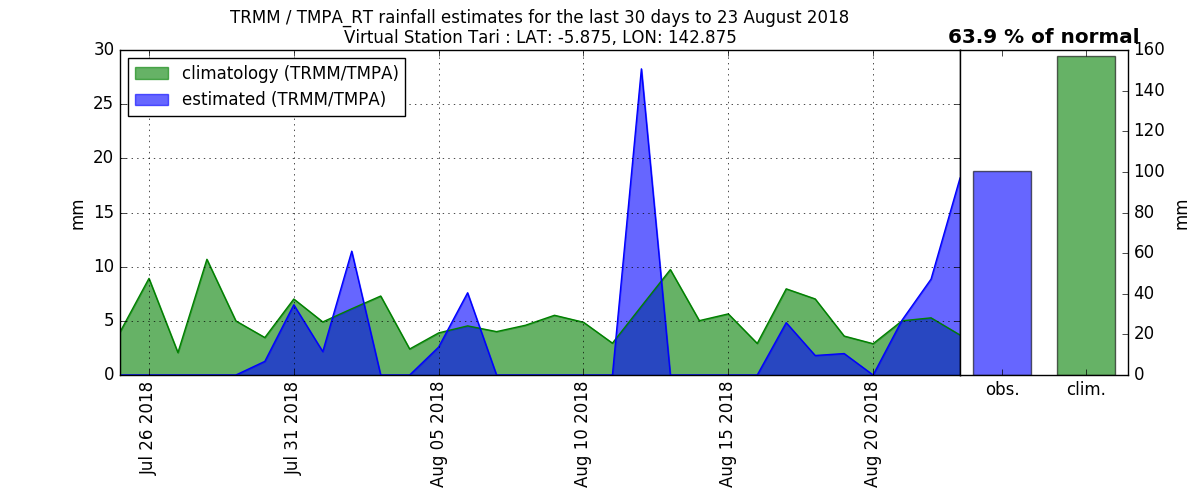 TRMM / TMPA_RT rainfall estimates for the last 30 days to 23 August 2018
Virtual Station Tari : LAT: -5.875, LON: 142.875
63.9 % of normal
climatology (TRMM/TMPA)
estimated (TRMM/TMPA)
30
25
20
15
10
5
0
mm
160
140
120
100
80
60
40
20
0
mm
Jul 26 2018
Jul 31 2018
Aug 05 2018
Aug 10 2018
Aug 15 2018
Aug 20 2018
obs.
clim.